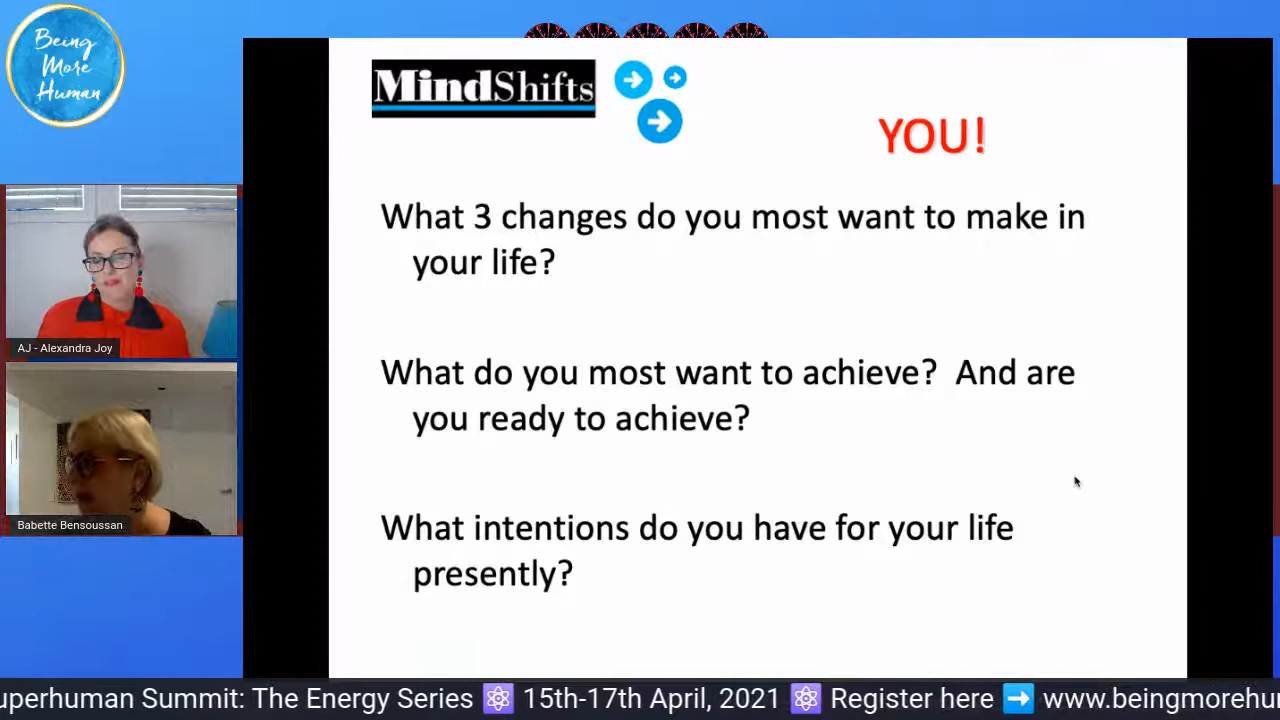 Being
More
Human
MindShifts
YOU!
What 3 changes do you most want to make in
your life?
What do you most want to achieve? And are
you ready to achieve?
What intentions do you have for your life
presently?
AJ - Alexandra Joy
Babette Bensoussan
uperhuman Summit: The Energy Series ⚛ 15th-17th April, 2021 ⚛ Register here ➡ www.beingmorehu